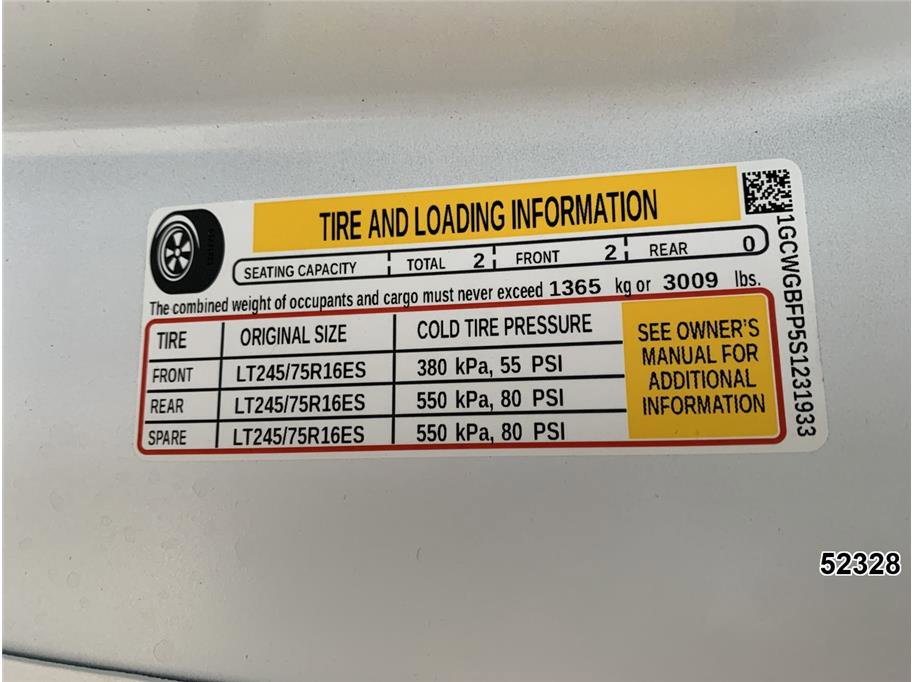 TIRE AND LOADING INFORMATION
SEATING CAPACITY TOTAL 2 FRONT 2 REAR 0
The combined weight of occupants and cargo must never exceed 1365 kg or 3009 lbs.
TIRE ORIGINAL SIZE COLD TIRE PRESSURE
FRONT LT245/75R16ES 380 kPa, 55 PSI
REAR LT245/75R16ES 550 kPa, 80 PSI
SPARE LT245/75R16ES 550 kPa, 80 PSI
SEE OWNER'S
MANUAL FOR
ADDITIONAL
INFORMATION
1GCWGBFP5S1231933
52328